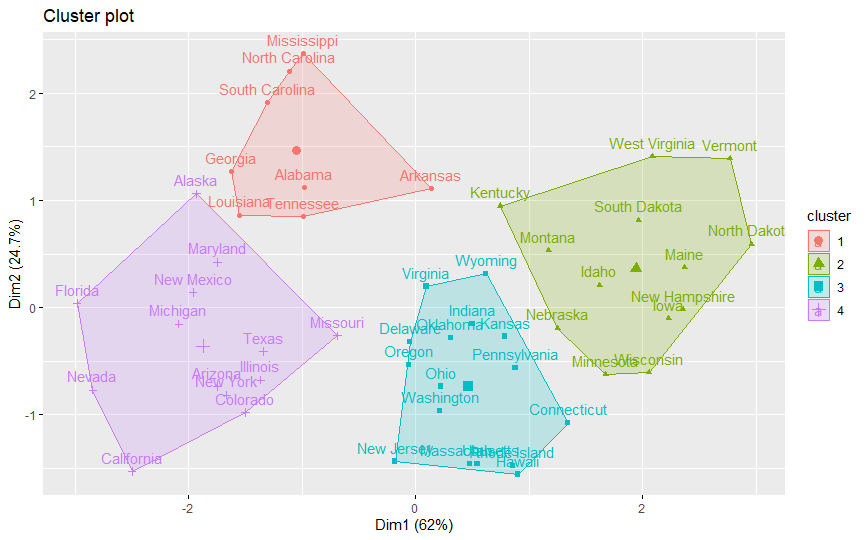 Cluster plot
Mississippi
North Carolina
South Carolina
Georgia
Alabama
Arkansas
Louisiana
Tennessee
Alaska
Maryland
New Mexico
Florida
Michigan
Missouri
Texas
Nevada
Arizona
Illinois
New York
Colorado
California
Wyoming
Virginia
Indiana
Delaware
Oklahoma
Kansas
Oregon
Pennsylvania
Ohio
Washington
Connecticut
New Jersey
Rhode Island
Hawaii
West Virginia
Vermont
Kentucky
South Dakota
North Dakot
Montana
Maine
Idaho
New Hampshire
Iowa
Nebraska
Minnesota
Wisconsin
2
1
0
-1
-2
0
2
Dim1 (62%)
Dim2 (24.7%)
cluster
1
2
3
4